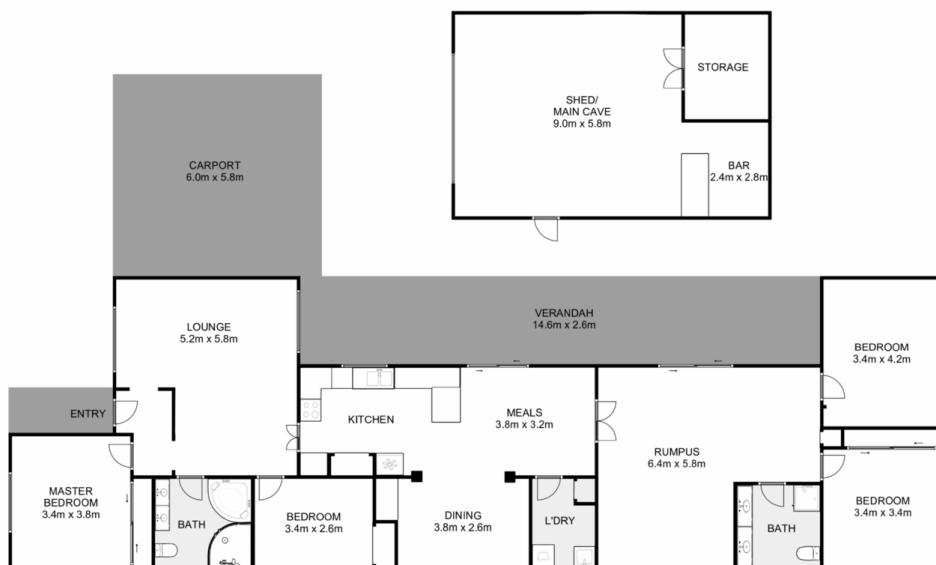 STORAGE
SHED/
MAIN CAVE
9.0m x 5.8m
BAR
2.4m x 2.8m
CARPORT
6.0m x 5.8m
VERANDAH
14.6m x 2.6m
LOUNGE
5.2m x 5.8m
BEDROOM
3.4m x 4.2m
ENTRY
KITCHEN
MEALS
3.8m x 3.2m
RUMPUS
6.4m x 5.8m
MASTER
BEDROOM
3.4m x 3.8m
BATH
BEDROOM
3.4m x 2.6m
DINING
3.8m x 2.6m
L'DRY
BATH
BEDROOM
3.4m x 3.4m